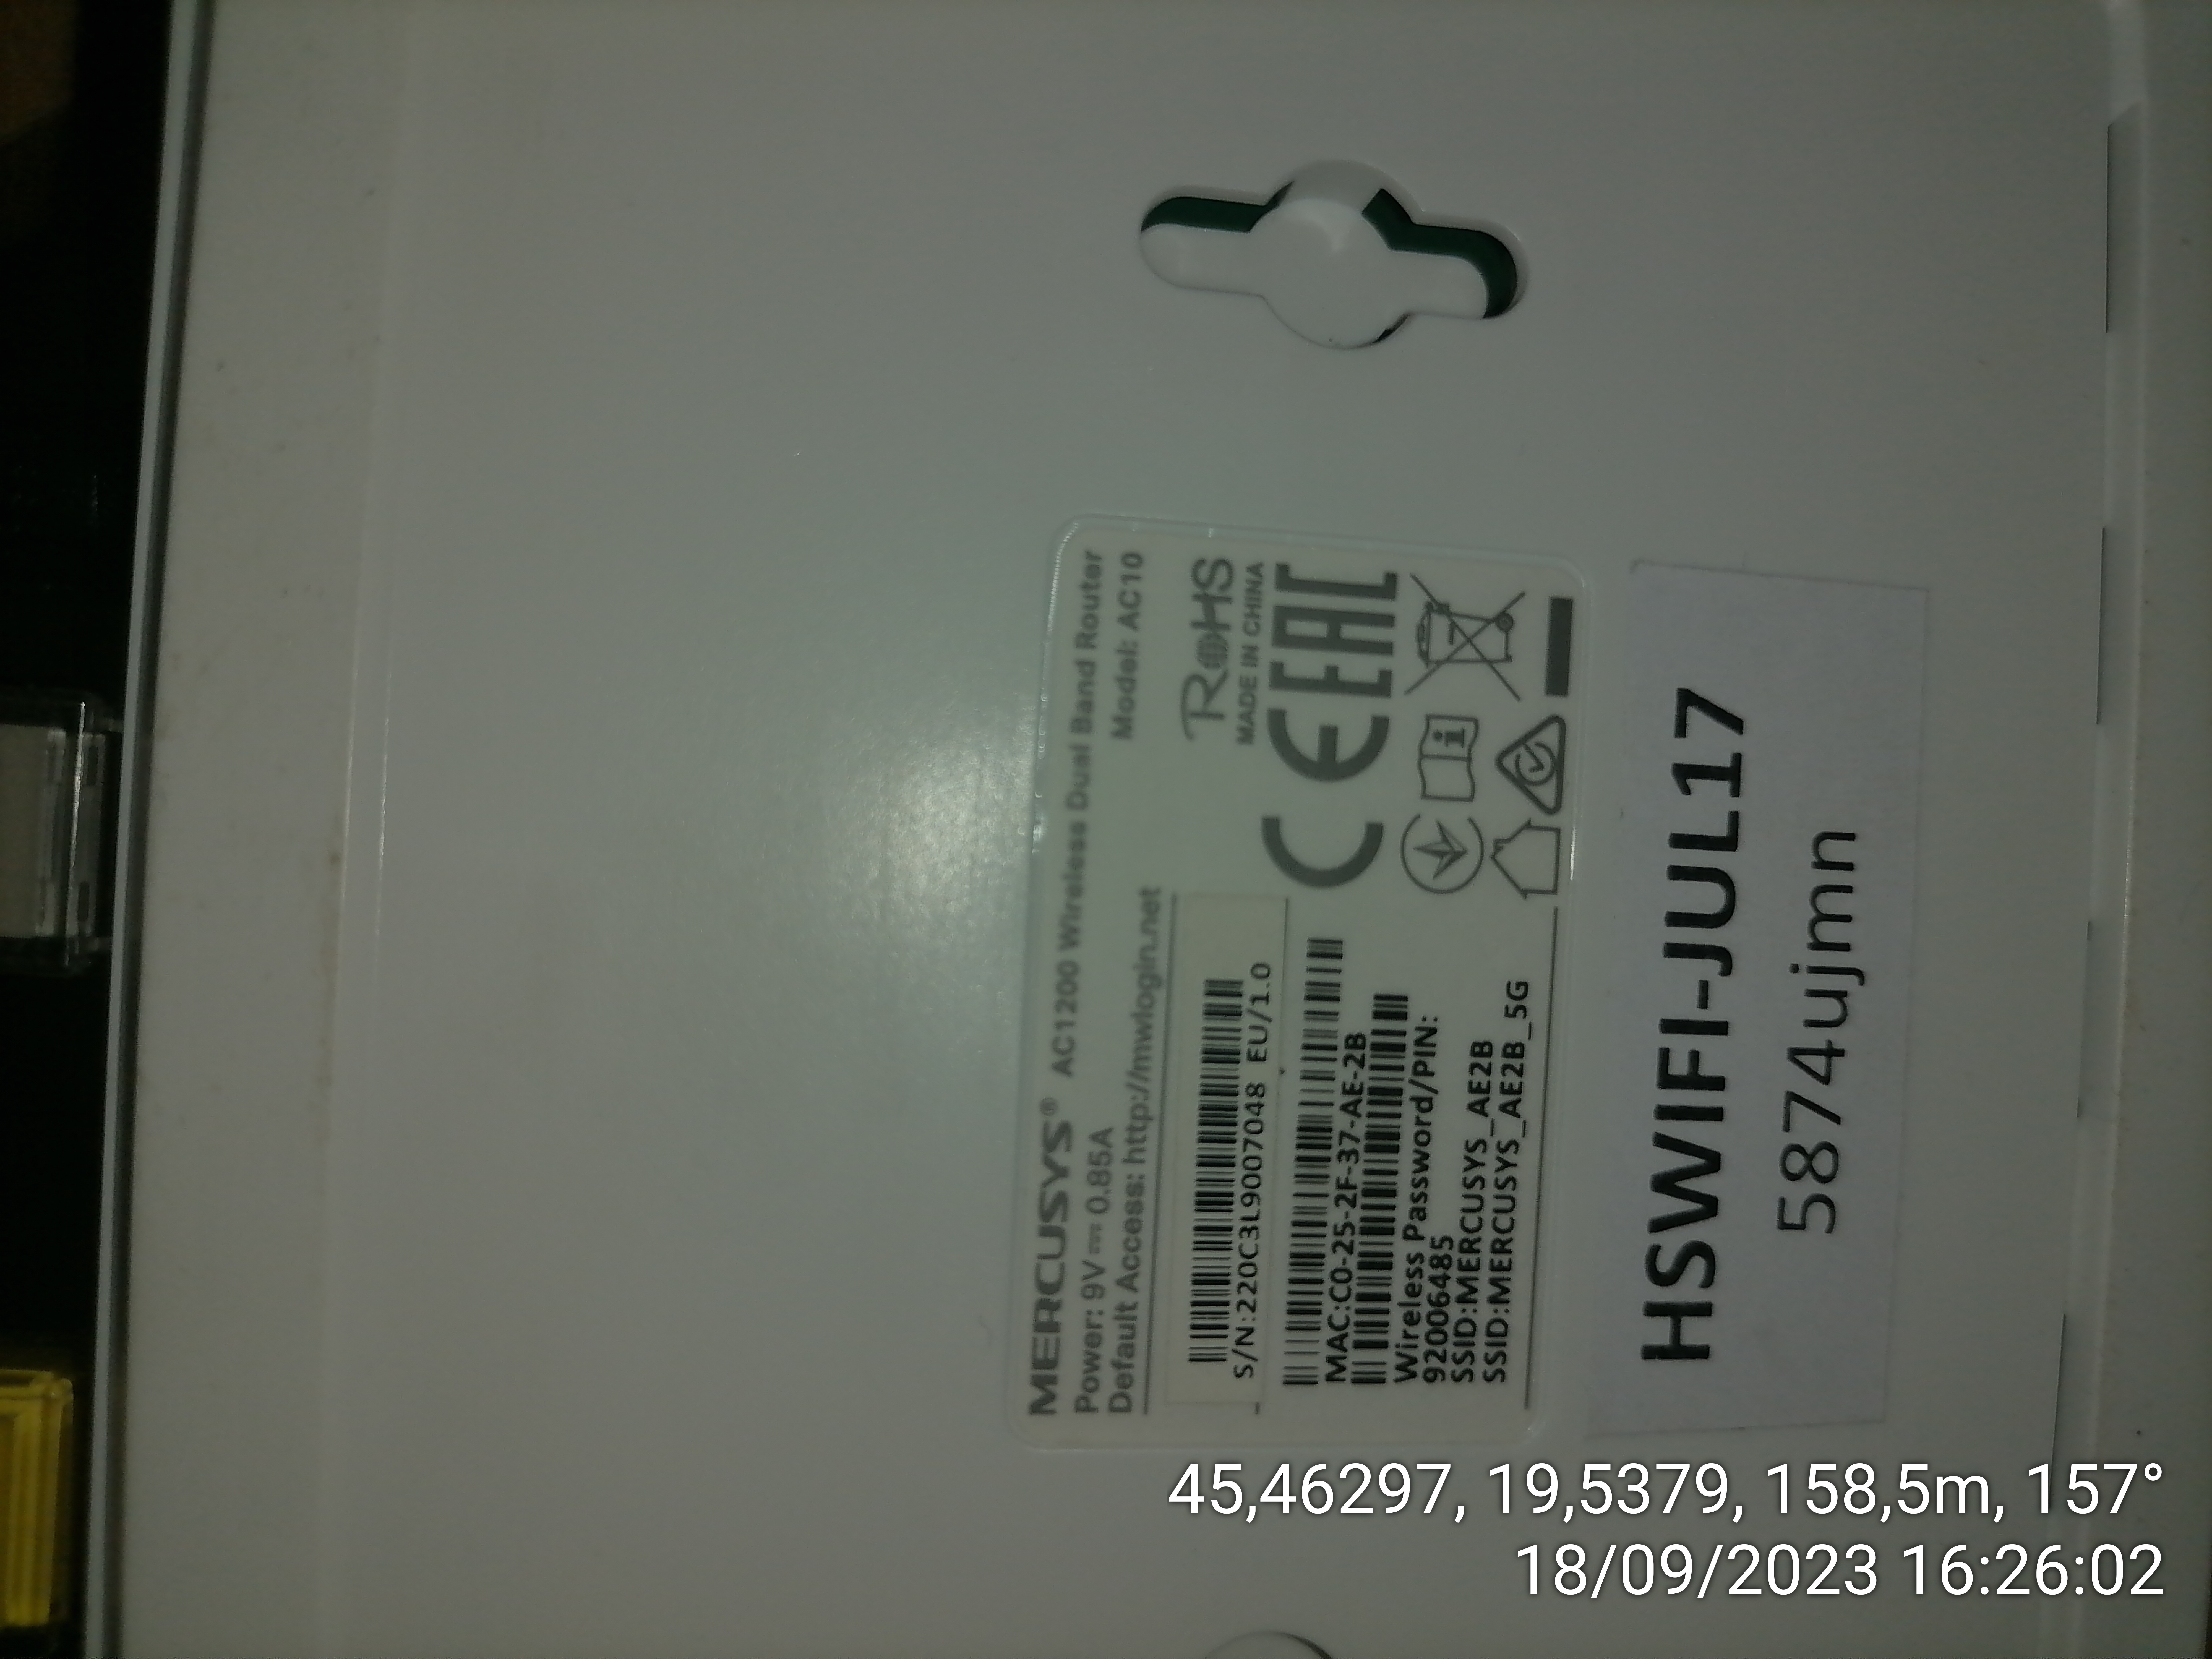 MERCUSYS® AC1200 Wireless Dual Band Router
Power: 9V⎓0.85A
Model: AC10
Default Access: http://mwlogin.net
S/N:220C3L9007048 EU/1.0
MAC:C0-25-2F-37-AE-2B
Wireless Password/PIN:
92006485
SSID:MERCUSYS_AE2B
SSID:MERCUSYS_AE2B_5G
RoHS
MADE IN CHINA
CE EAC
HSWIFI-JUL17
5874ujmn
45,46297, 19,5379, 158,5m, 157°
18/09/2023 16:26:02